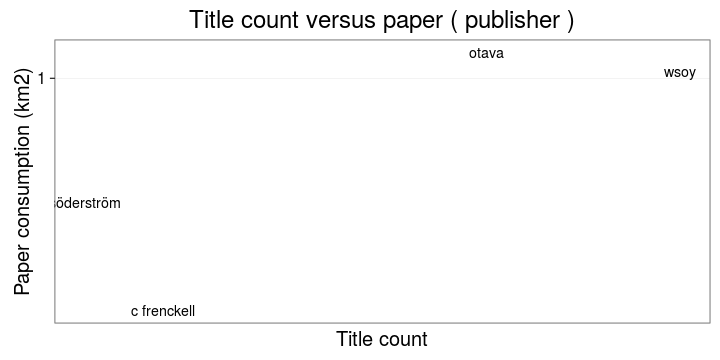 Title count versus paper ( publisher )
otava
wsoy
1
Paper consumption (km2)
söderström
c frenckell
Title count